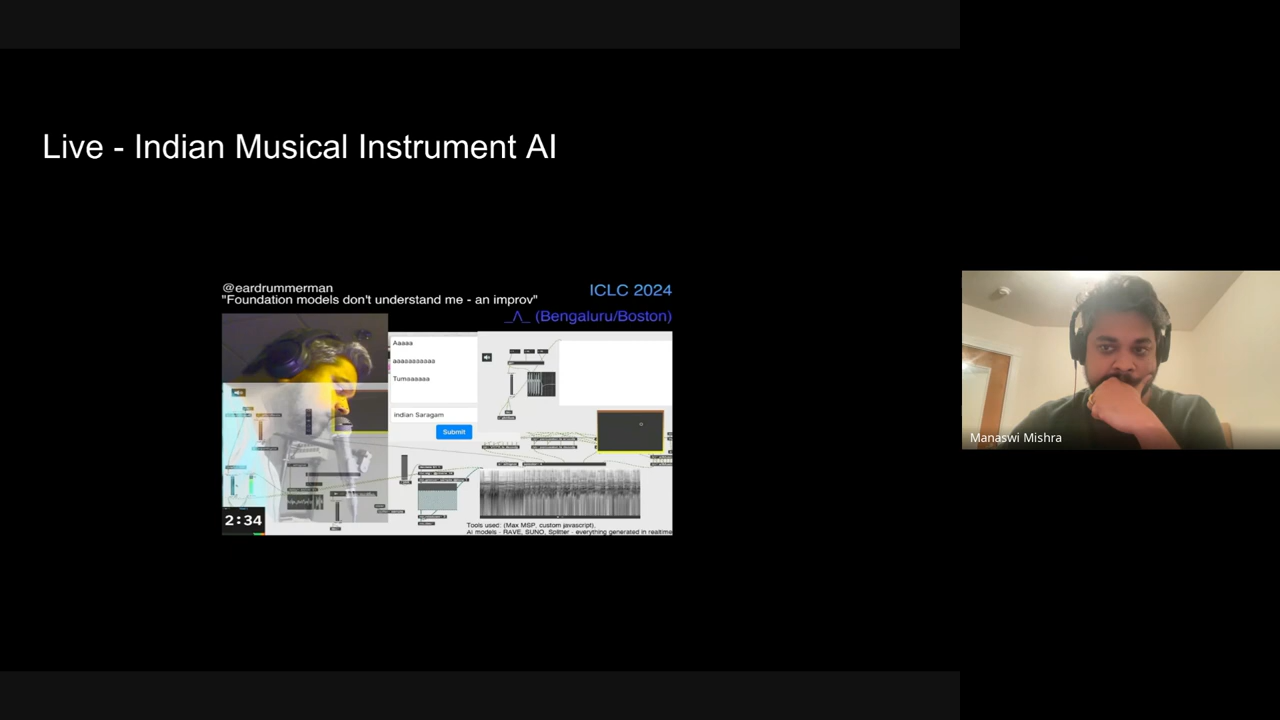 Live - Indian Musical Instrument AI
@eardrummerman
"Foundation models don't understand me - an improv"
ICLC 2024
_/\_ (Bengaluru/Boston)
Aaaaa
aaaaaaaaaaa
Tumaaaaaa
Indian Saragam
Submit
2:34
Tools used: (Max MSP, custom javascript),
AI models - RAVE, SUNO, Splitter - everything generated in realtime
Manaswi Mishra